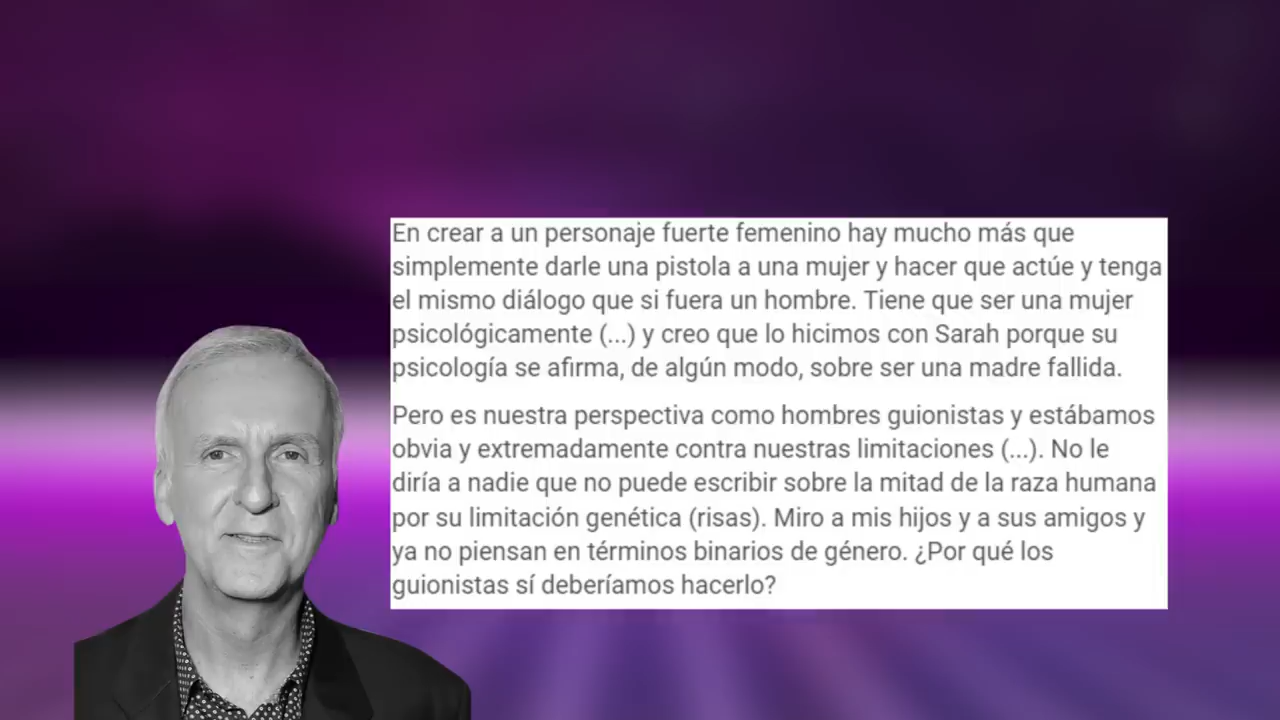 En crear a un personaje fuerte femenino hay mucho más que
simplemente darle una pistola a una mujer y hacer que actúe y tenga
el mismo diálogo que si fuera un hombre. Tiene que ser una mujer
psicológicamente (...) y creo que lo hicimos con Sarah porque su
psicología se afirma, de algún modo, sobre ser una madre fallida.
Pero es nuestra perspectiva como hombres guionistas y estábamos
obvia y extremadamente contra nuestras limitaciones (...). No le
diría a nadie que no puede escribir sobre la mitad de la raza humana
por su limitación genética (risas). Miro a mis hijos y a sus amigos y
ya no piensan en términos binarios de género. ¿Por qué los
guionistas sí deberíamos hacerlo?